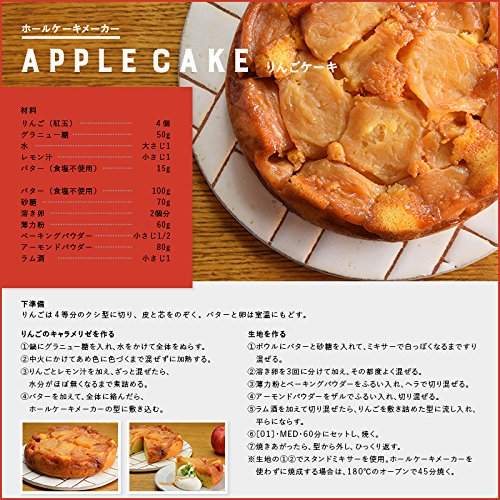 ホールケーキメーカー
APPLE CAKE りんごケーキ
材料
りんご(紅玉) 4個
グラニュー糖 50g
水 大さじ1
レモン汁 小さじ1
バター(食塩不使用) 15g
バター(食塩不使用) 100g
砂糖 70g
溶き卵 2個分
薄力粉 60g
ベーキングパウダー 小さじ1/2
アーモンドパウダー 80g
ラム酒 小さじ1
下準備
りんごは4等分のクシ型に切り、皮と芯をのぞく。バターと卵は室温にもどす。
りんごのキャラメリゼを作る
①鍋にグラニュー糖を入れ、水をかけて全体をぬらす。
②中火にかけてあめ色に色づくまで混ぜずに加熱する。
③りんごとレモン汁を加え、ざっと混ぜたら、
水分がほぼ無くなるまで煮詰める。
④バターを加えて、全体に絡んだら、
ホールケーキメーカーの型に敷き込む。
生地を作る
①ボウルにバターと砂糖を入れて、ミキサーで白っぽくなるまですり
混ぜる。
②溶き卵を3回に分けて加え、その都度よく混ぜる。
③薄力粉とベーキングパウダーをふるい入れ、ヘラで切り混ぜる。
④アーモンドパウダーをザルでふるい入れ、切り混ぜる。
⑤ラム酒を加えて切り混ぜたら、りんごを敷き詰めた型に流し入れ、
平らにならす。
⑥[01]・MED・60分にセットし、焼く。
⑦焼きあがったら、型から外し、ひっくり返す。
※生地の①②でスタンドミキサーを使用。ホールケーキメーカーを
使わずに焼成する場合は、180℃のオーブンで45分焼く。